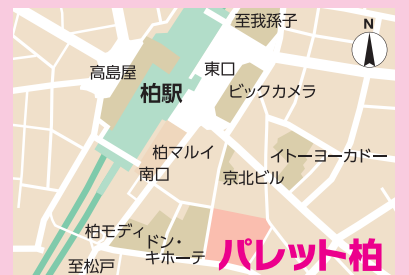 至我孫子
N
高島屋
東口
柏駅
ビックカメラ
柏マルイ
イトーヨーカドー
南口
京北ビル
柏モディ
ドン・
キホーテ
パレット柏
至松戸